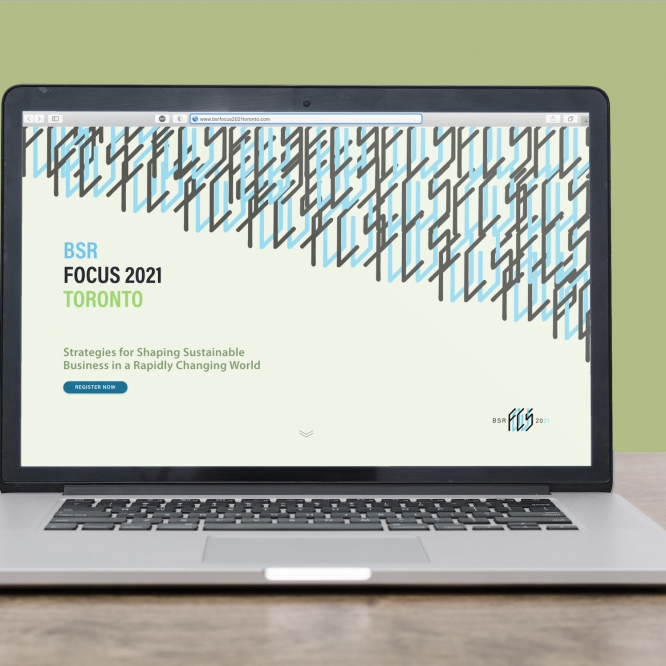 www.bsrfocus2021toronto.com
BSR
FOCUS 2021
TORONTO
Strategies for Shaping Sustainable
Business in a Rapidly Changing World
REGISTER NOW
BSR FCS 2021